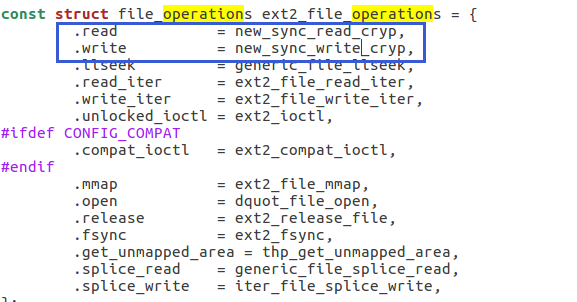 const struct file_operations ext2_file_operations = {
        .read           = new_sync_read_cryp,
        .write          = new_sync_write_cryp,
        .llseek         = generic_file_llseek,
        .read_iter      = ext2_file_read_iter,
        .write_iter     = ext2_file_write_iter,
        .unlocked_ioctl = ext2_ioctl,
#ifdef CONFIG_COMPAT
        .compat_ioctl   = ext2_compat_ioctl,
#endif
        .mmap           = ext2_file_mmap,
        .open           = dquot_file_open,
        .release        = ext2_release_file,
        .fsync          = ext2_fsync,
        .get_unmapped_area = thp_get_unmapped_area,
        .splice_read    = generic_file_splice_read,
        .splice_write   = iter_file_splice_write,
};